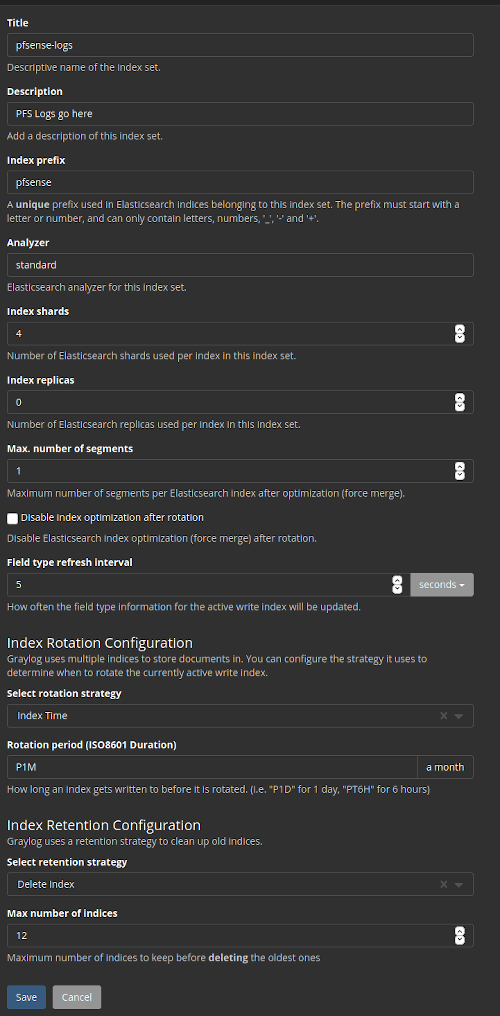 Title
pfsense-logs
Descriptive name of the index set.
Description
PFS Logs go here
Add a description of this index set.
Index prefix
pfsense
A unique prefix used in Elasticsearch indices belonging to this index set. The prefix must start with a
letter or number, and can only contain letters, numbers, '_', '-' and '+'.
Analyzer
standard
Elasticsearch analyzer for this index set.
Index shards
4
Number of Elasticsearch shards used per index in this index set.
Index replicas
0
Number of Elasticsearch replicas used per index in this index set.
Max. number of segments
1
Maximum number of segments per Elasticsearch index after optimization (force merge).
Disable index optimization after rotation
Disable Elasticsearch index optimization (force merge) after rotation.
Field type refresh interval
5 seconds
How often the field type information for the active write index will be updated.
Index Rotation Configuration
Graylog uses multiple indices to store documents in. You can configure the strategy it uses to
determine when to rotate the currently active write index.
Select rotation strategy
Index Time
Rotation period (ISO8601 Duration)
P1M a month
How long an index gets written to before it is rotated. (i.e. "P1D" for 1 day, "PT6H" for 6 hours)
Index Retention Configuration
Graylog uses a retention strategy to clean up old indices.
Select retention strategy
Delete Index
Max number of indices
12
Maximum number of indices to keep before deleting the oldest ones
Save Cancel